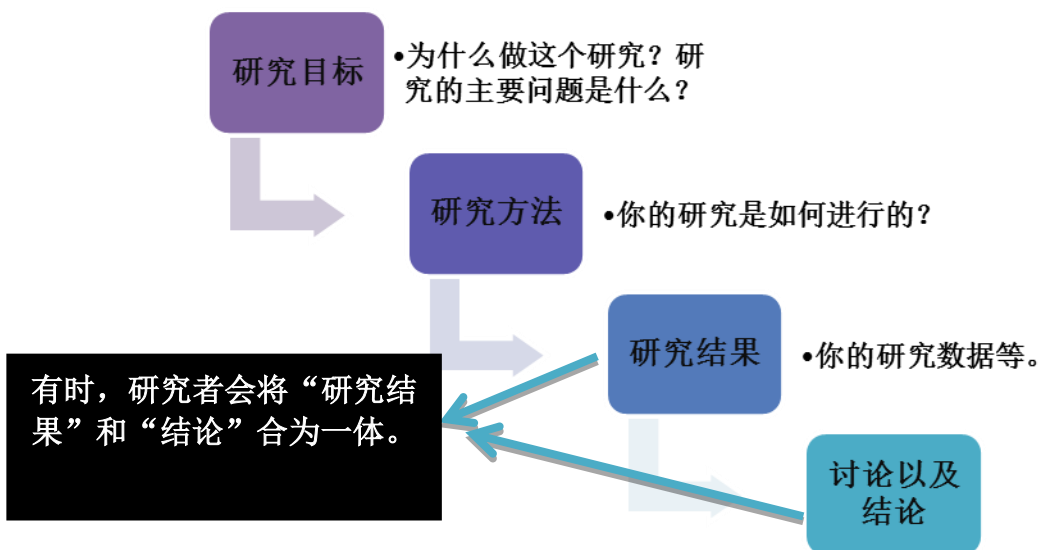 研究目标
•为什么做这个研究？研
究的主要问题是什么？
研究方法
•你的研究是如何进行的？
研究结果
•你的研究数据等。
有时，研究者会将“研究结
果”和“结论”合为一体。
讨论以及
结论